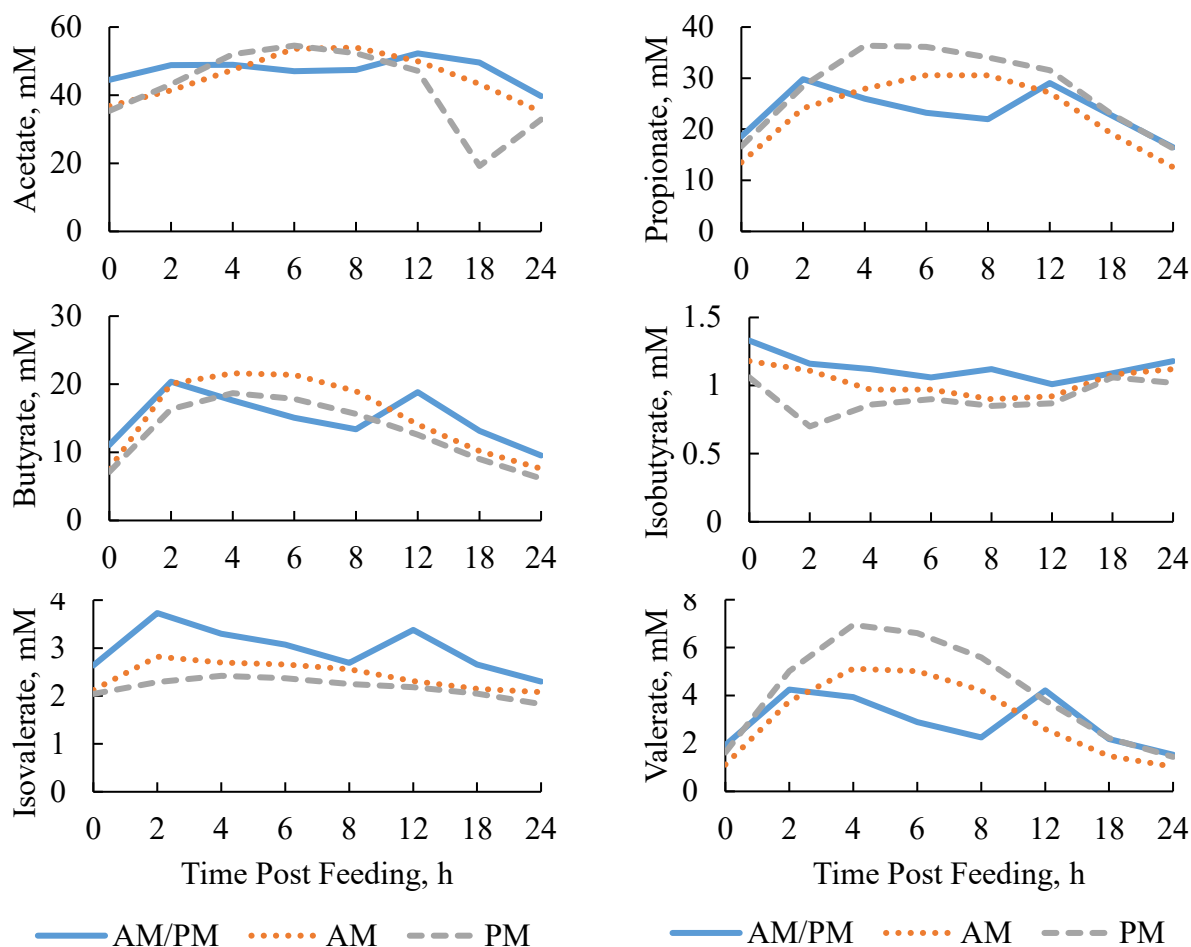 Acetate, mM
60
40
20
0
0 2 4 6 8 12 18 24
Propionate, mM
40
30
20
10
0
0 2 4 6 8 12 18 24
Butyrate, mM
30
20
10
0
0 2 4 6 8 12 18 24
Isobutyrate, mM
1.5
1
0.5
0
0 2 4 6 8 12 18 24
Isovalerate, mM
4
3
2
1
0
0 2 4 6 8 12 18 24
Time Post Feeding, h
Valerate, mM
8
6
4
2
0
0 2 4 6 8 12 18 24
Time Post Feeding, h
AM/PM AM PM
AM/PM AM PM